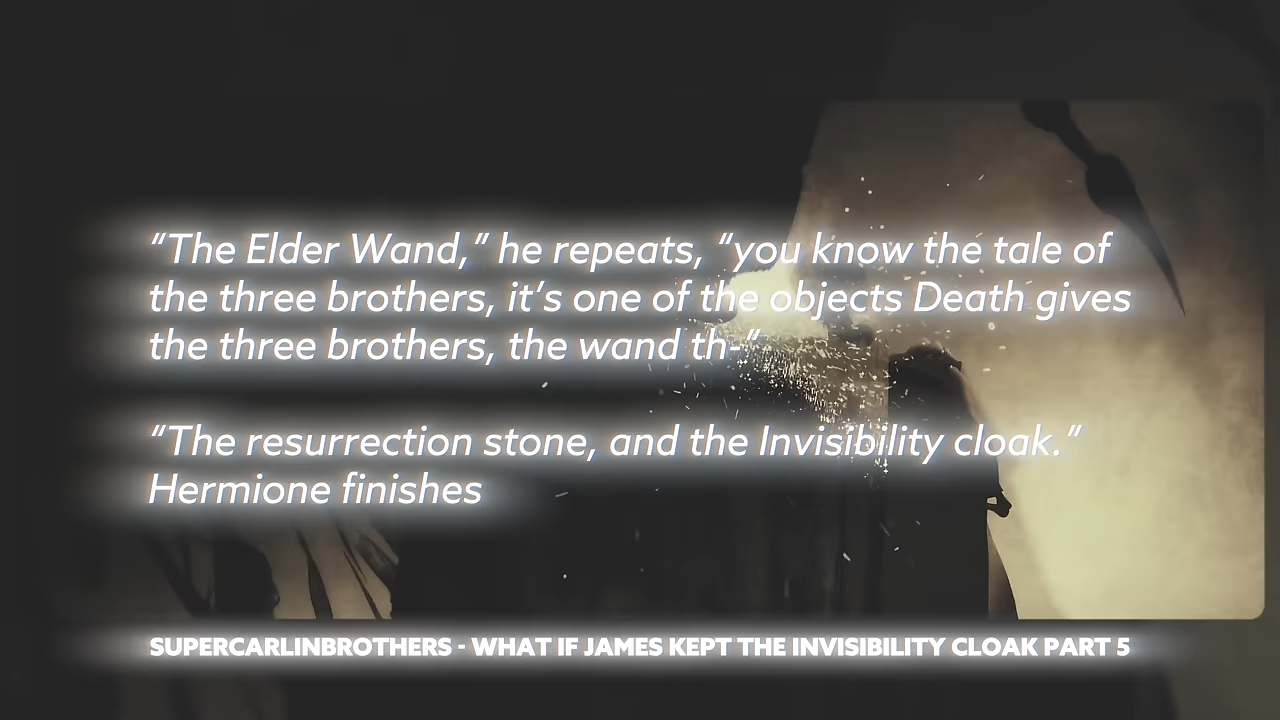 “The Elder Wand,” he repeats, “you know the tale of
the three brothers, it’s one of the objects Death gives
the three brothers, the wand th-”
“The resurrection stone, and the Invisibility cloak.”
Hermione finishes
SUPERCARLINBROTHERS - WHAT IF JAMES KEPT THE INVISIBILITY CLOAK PART 5